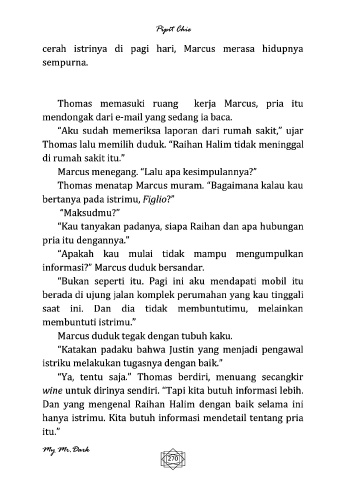 Pipit Chie
cerah istrinya di pagi hari, Marcus merasa hidupnya
sempurna.
Thomas memasuki ruang kerja Marcus, pria itu
mendongak dari e-mail yang sedang ia baca.
"Aku sudah memeriksa laporan dari rumah sakit," ujar
Thomas lalu memilih duduk. "Raihan Halim tidak meninggal
di rumah sakit itu."
Marcus menegang. "Lalu apa kesimpulannya?"
Thomas menatap Marcus muram. "Bagaimana kalau kau
bertanya pada istrimu, Figlio?"
"Maksudmu?"
"Kau tanyakan padanya, siapa Raihan dan apa hubungan
pria itu dengannya."
"Apakah kau mulai tidak mampu mengumpulkan
informasi?" Marcus duduk bersandar.
"Bukan seperti itu. Pagi ini aku mendapati mobil itu
berada di ujung jalan komplek perumahan yang kau tinggali
saat ini. Dan dia tidak membuntutimu, melainkan
membuntuti istrimu."
Marcus duduk tegak dengan tubuh kaku.
"Katakan padaku bahwa Justin yang menjadi pengawal
istriku melakukan tugasnya dengan baik."
"Ya, tentu saja." Thomas berdiri, menuang secangkir
wine untuk dirinya sendiri. "Tapi kita butuh informasi lebih.
Dan yang mengenal Raihan Halim dengan baik selama ini
hanya istrimu. Kita butuh informasi mendetail tentang pria
itu."
My Mr. Dark
270